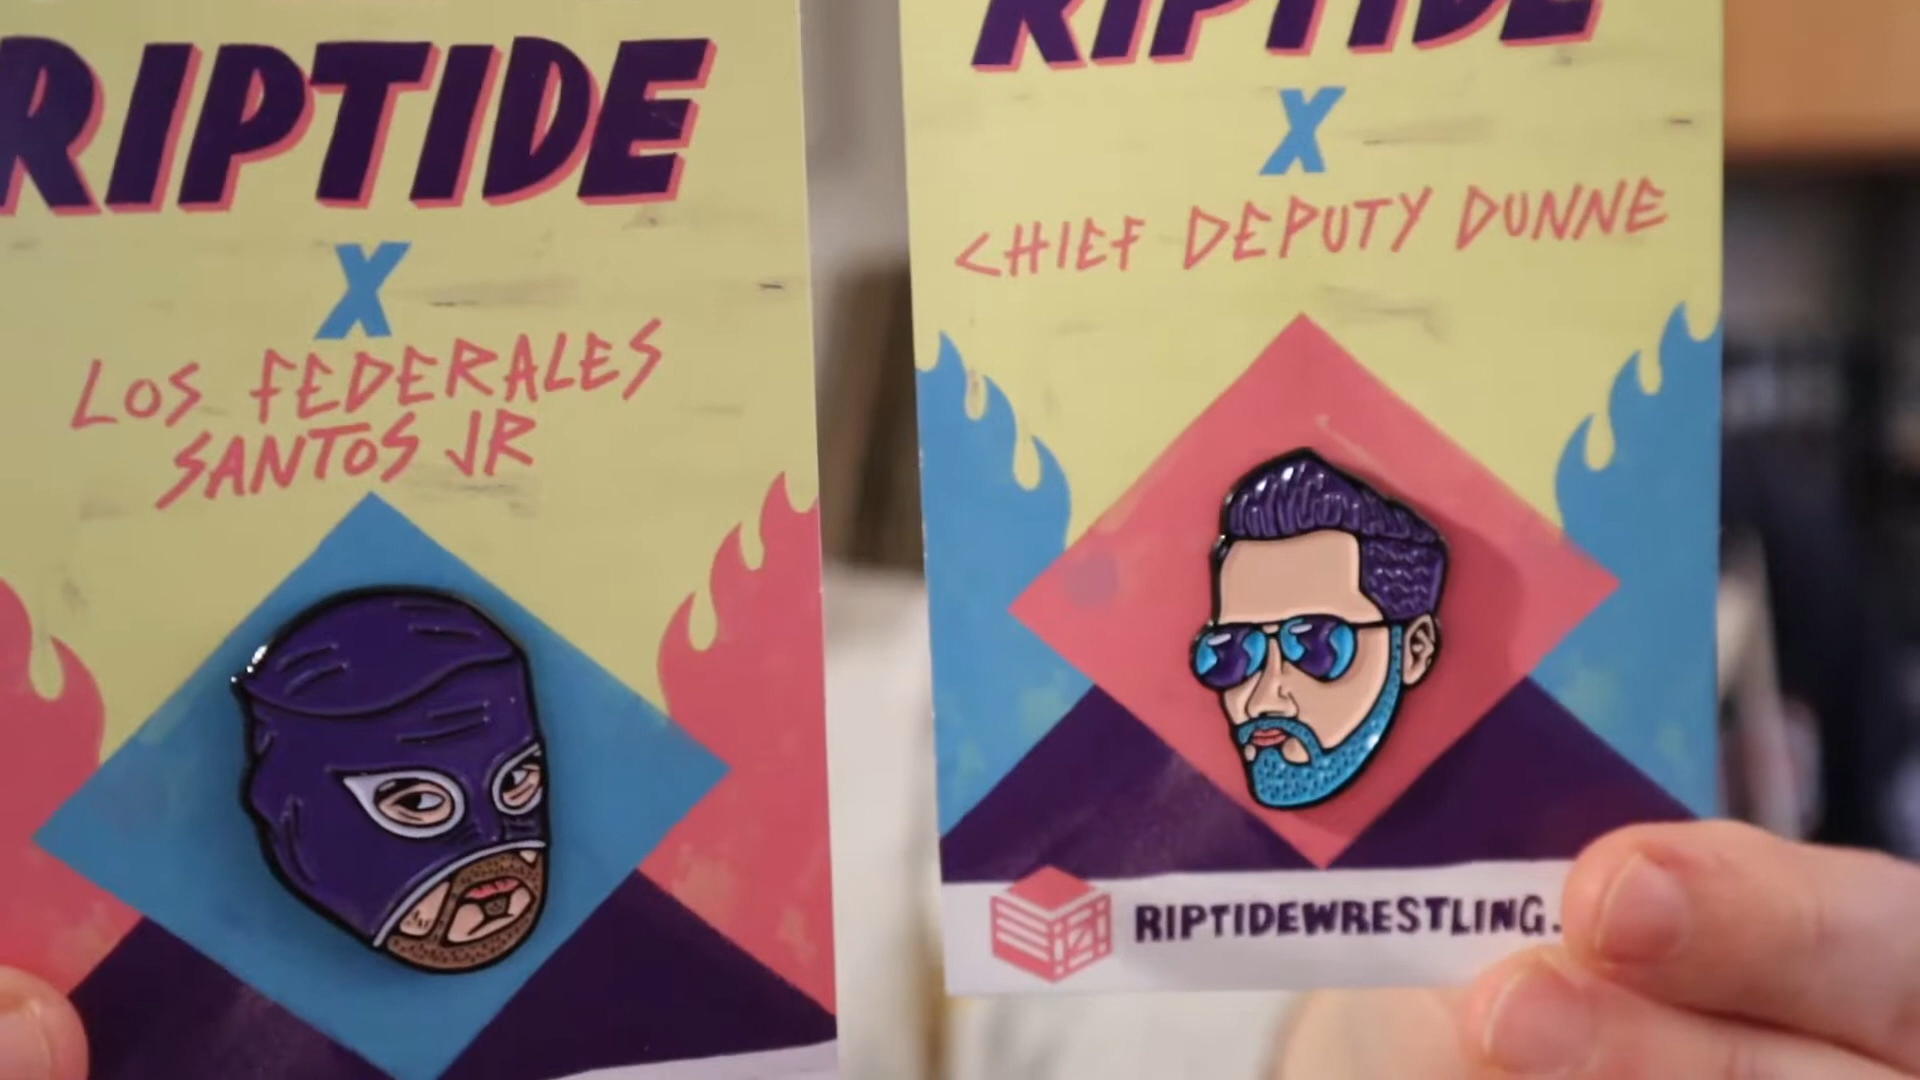 RIPTIDE
X
LOS FEDERALES
SANTOS JR
RIPTIDE
X
CHIEF DEPUTY DUNNE
RIPTIDEWRESTLING.